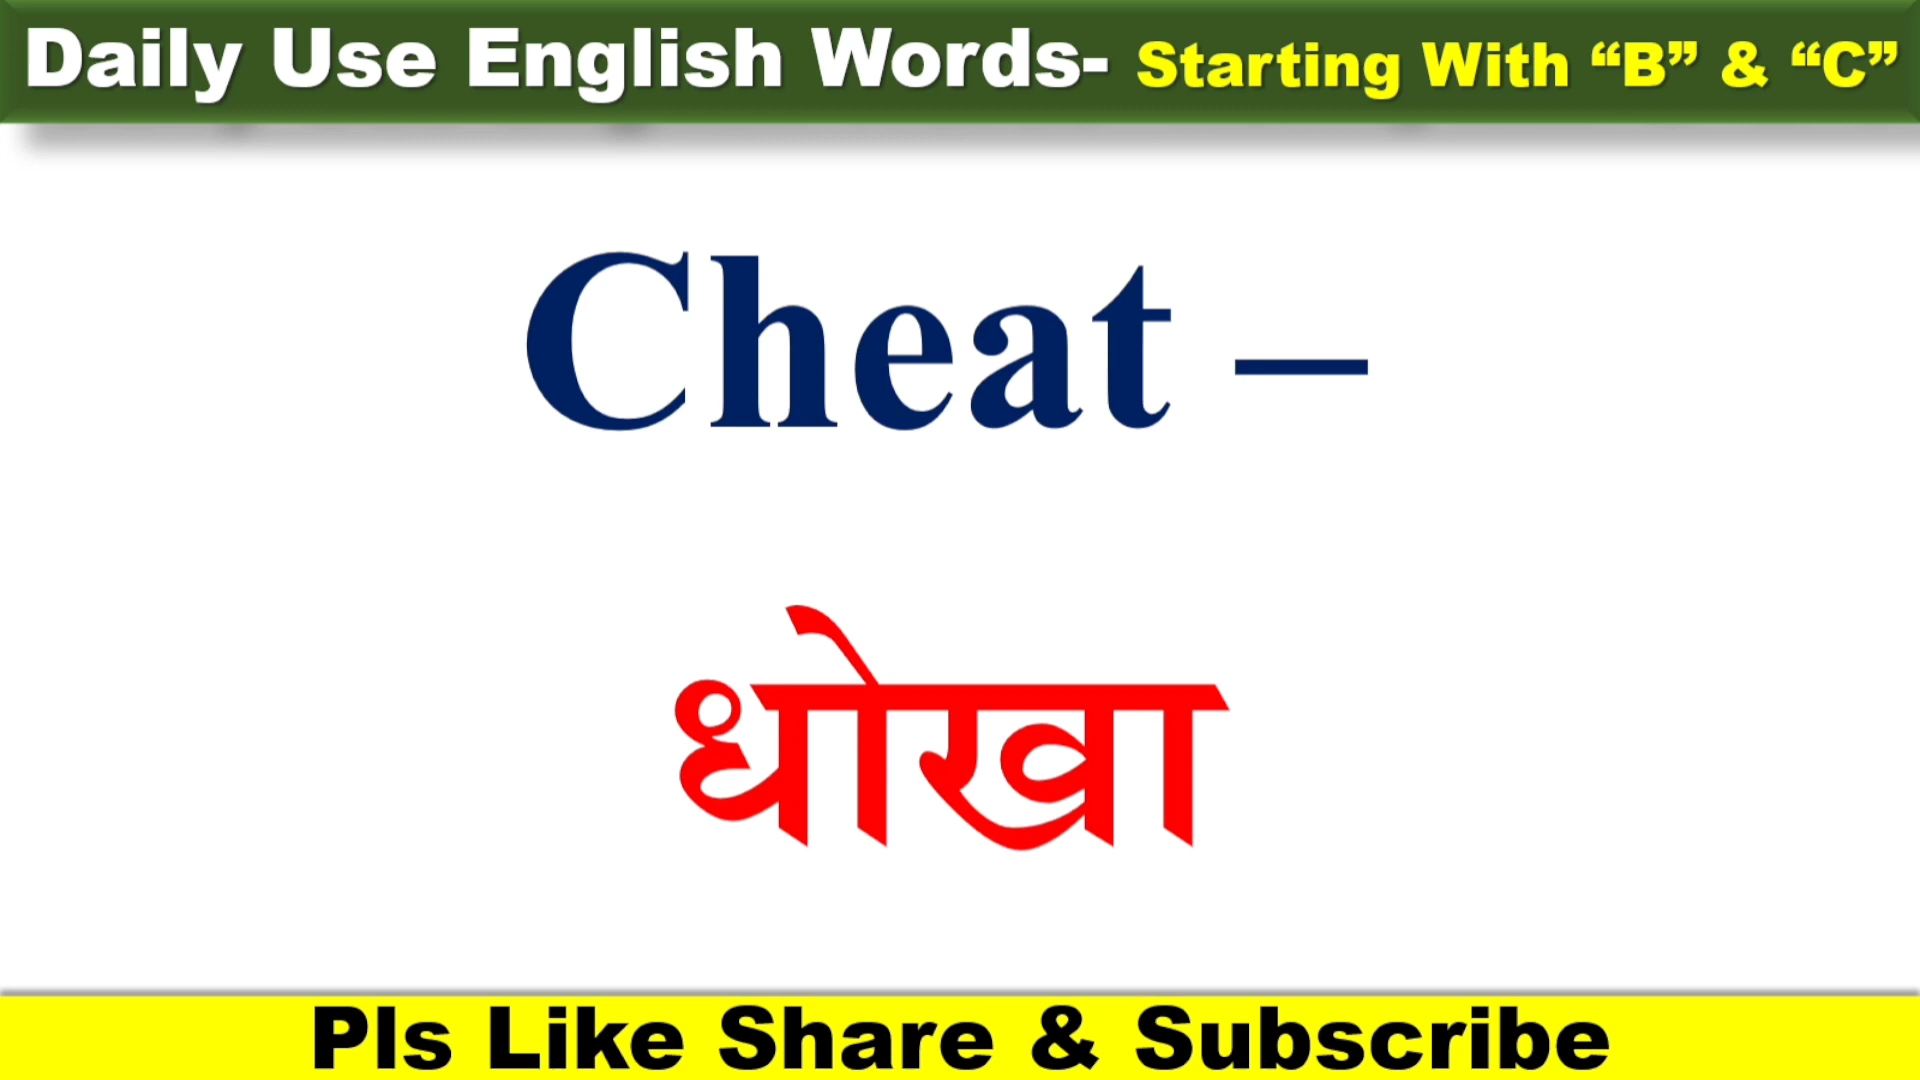 Daily Use English Words- Starting With “B” & “C”
Cheat –
धोखा
Pls Like Share & Subscribe